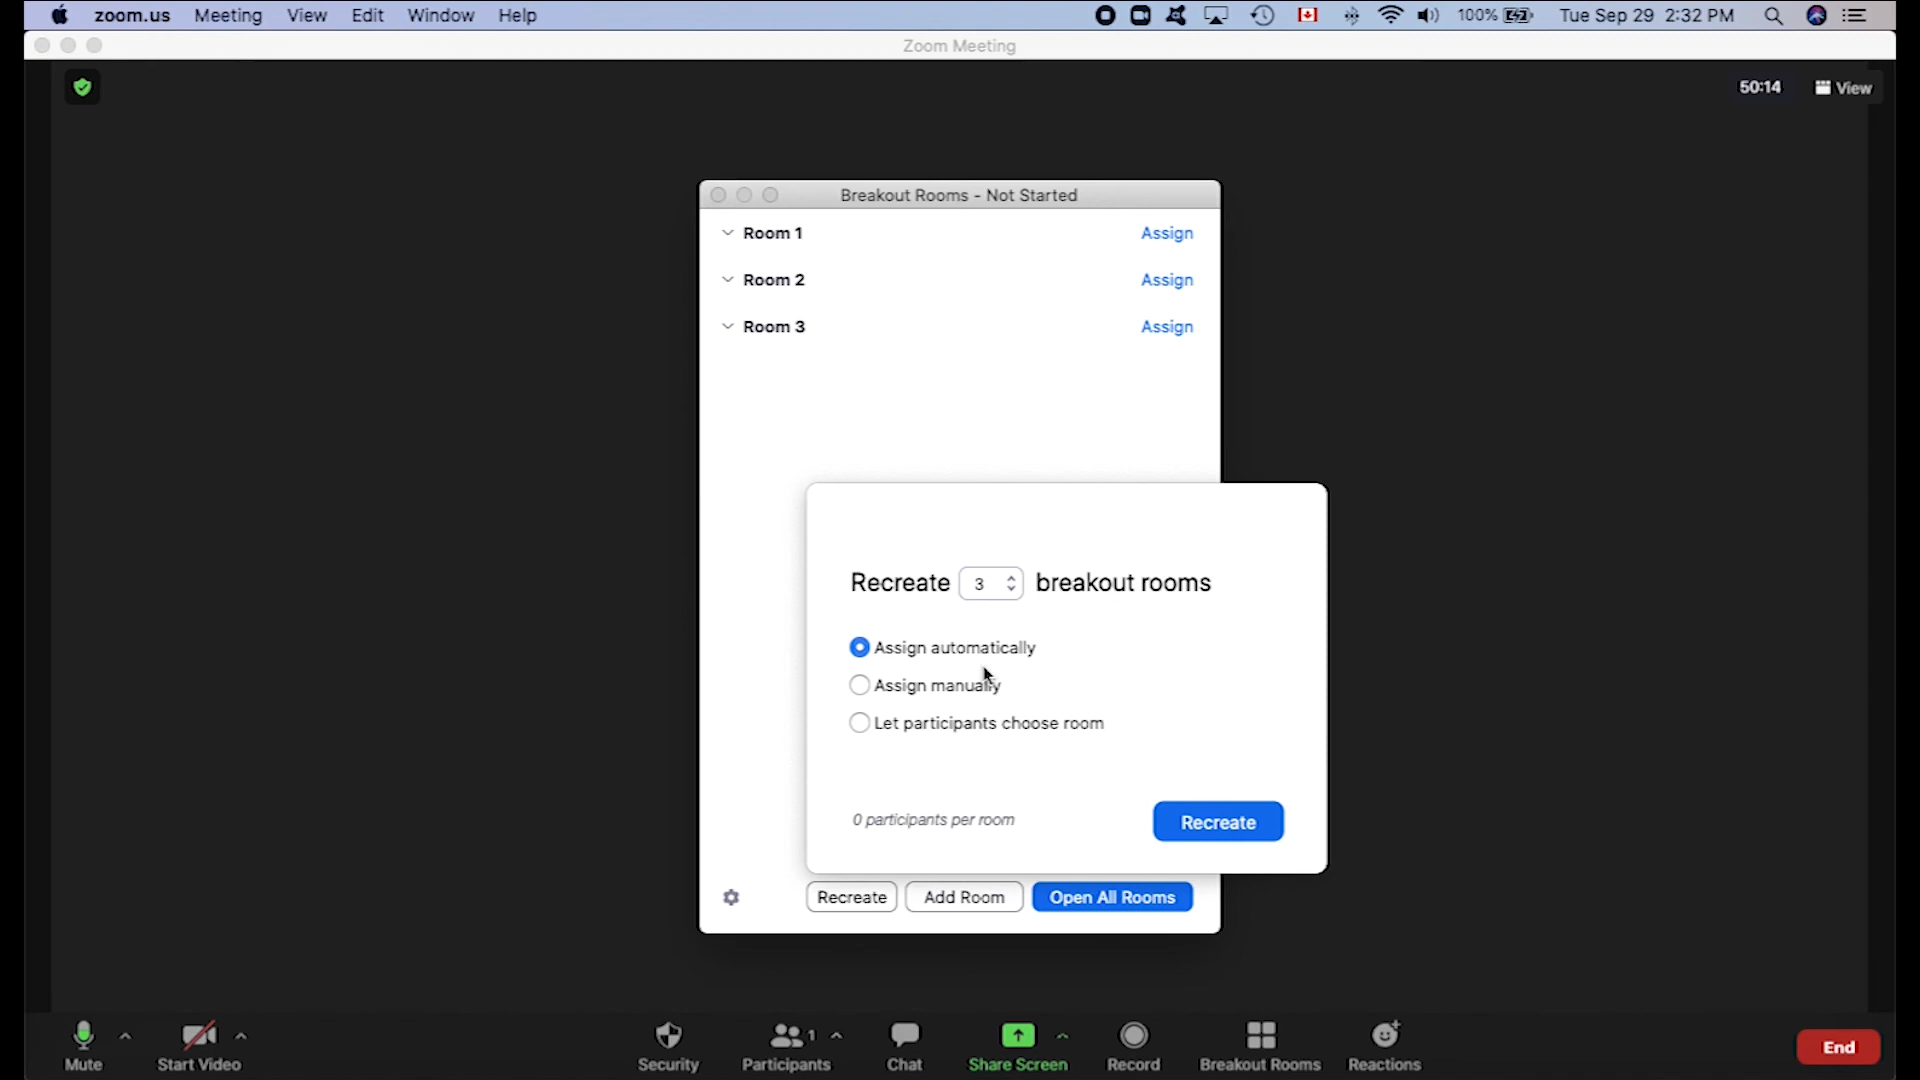 zoom.us Meeting View Edit Window Help 100% Tue Sep 29 2:32 PM
Zoom Meeting
50:14 View
Breakout Rooms - Not Started
Room 1 Assign
Room 2 Assign
Room 3 Assign
Recreate 3 breakout rooms
Assign automatically
Assign manually
Let participants choose room
0 participants per room Recreate
Recreate Add Room Open All Rooms
1
Mute Start Video Security Participants Chat Share Screen Record Breakout Rooms Reactions End